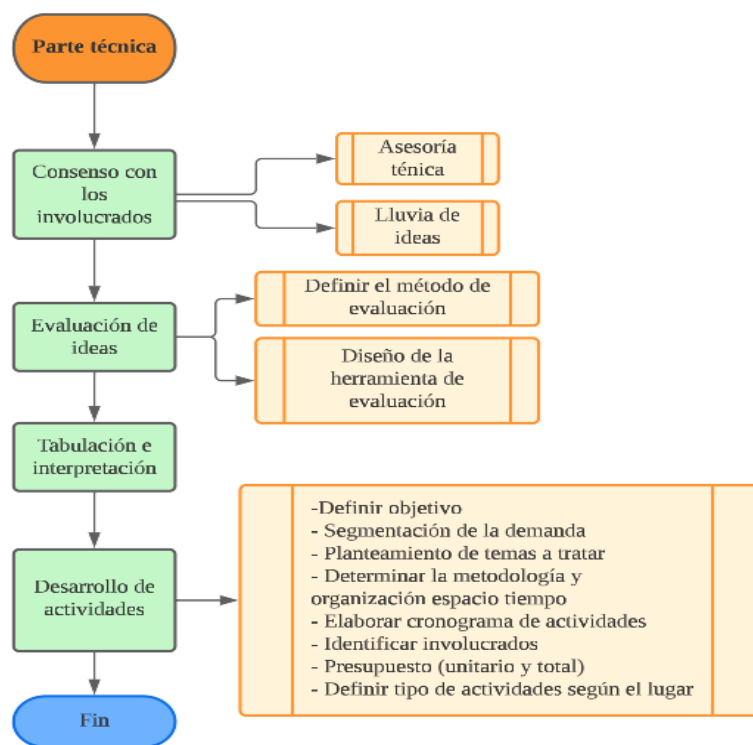 Parte técnica
Consenso con
los
involucrados
Asesoría
ténica
Lluvia de
ideas
Evaluación de
ideas
Definir el método de
evaluación
Diseño de la
herramienta de
evaluación
Tabulación e
interpretación
Desarrollo de
actividades
-Definir objetivo
- Segmentación de la demanda
- Planteamiento de temas a tratar
- Determinar la metodología y
organización espacio tiempo
- Elaborar cronograma de actividades
- Identificar involucrados
- Presupuesto (unitario y total)
- Definir tipo de actividades según el lugar
Fin